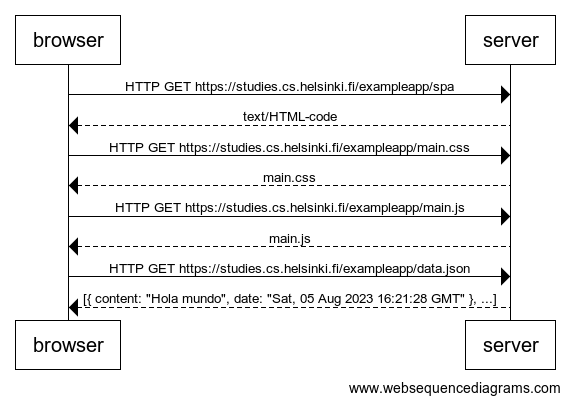 browser server
HTTP GET https://studies.cs.helsinki.fi/exampleapp/spa
text/HTML-code
HTTP GET https://studies.cs.helsinki.fi/exampleapp/main.css
main.css
HTTP GET https://studies.cs.helsinki.fi/exampleapp/main.js
main.js
HTTP GET https://studies.cs.helsinki.fi/exampleapp/data.json
[{ content: "Hola mundo", date: "Sat, 05 Aug 2023 16:21:28 GMT" }, ...]
browser server
www.websequencediagrams.com